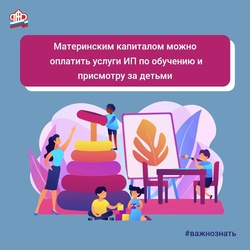 Материнским капиталом можно
оплатить услуги ИП по обучению и
присмотру за детьми
#важнознать